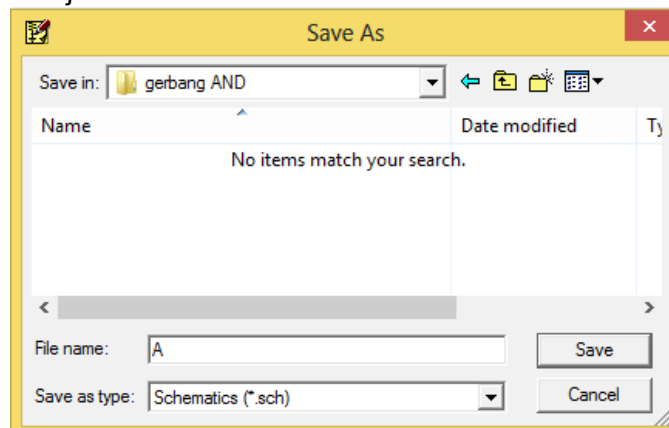 Save As
Save in: gerbang AND
Name Date modified
No items match your search.
File name: A Save
Save as type: Schematics (*.sch) Cancel